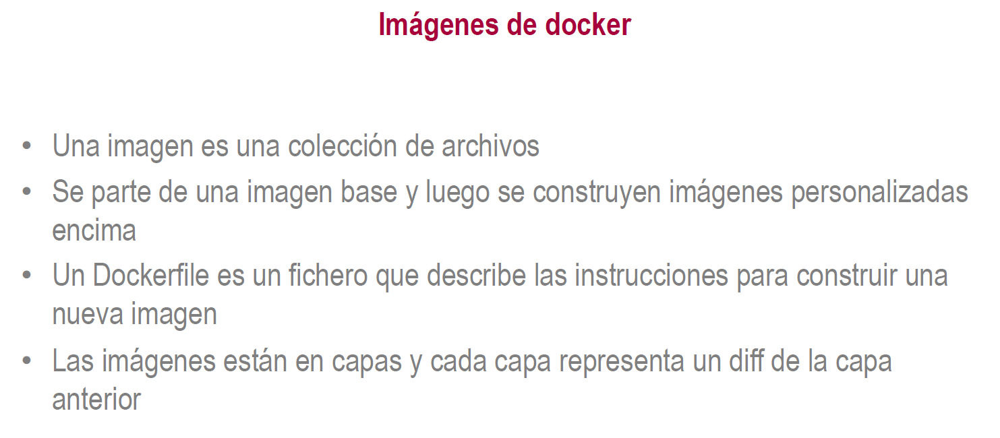 Imágenes de docker
• Una imagen es una colección de archivos
• Se parte de una imagen base y luego se construyen imágenes personalizadas
encima
• Un Dockerfile es un fichero que describe las instrucciones para construir una
nueva imagen
• Las imágenes están en capas y cada capa representa un diff de la capa
anterior